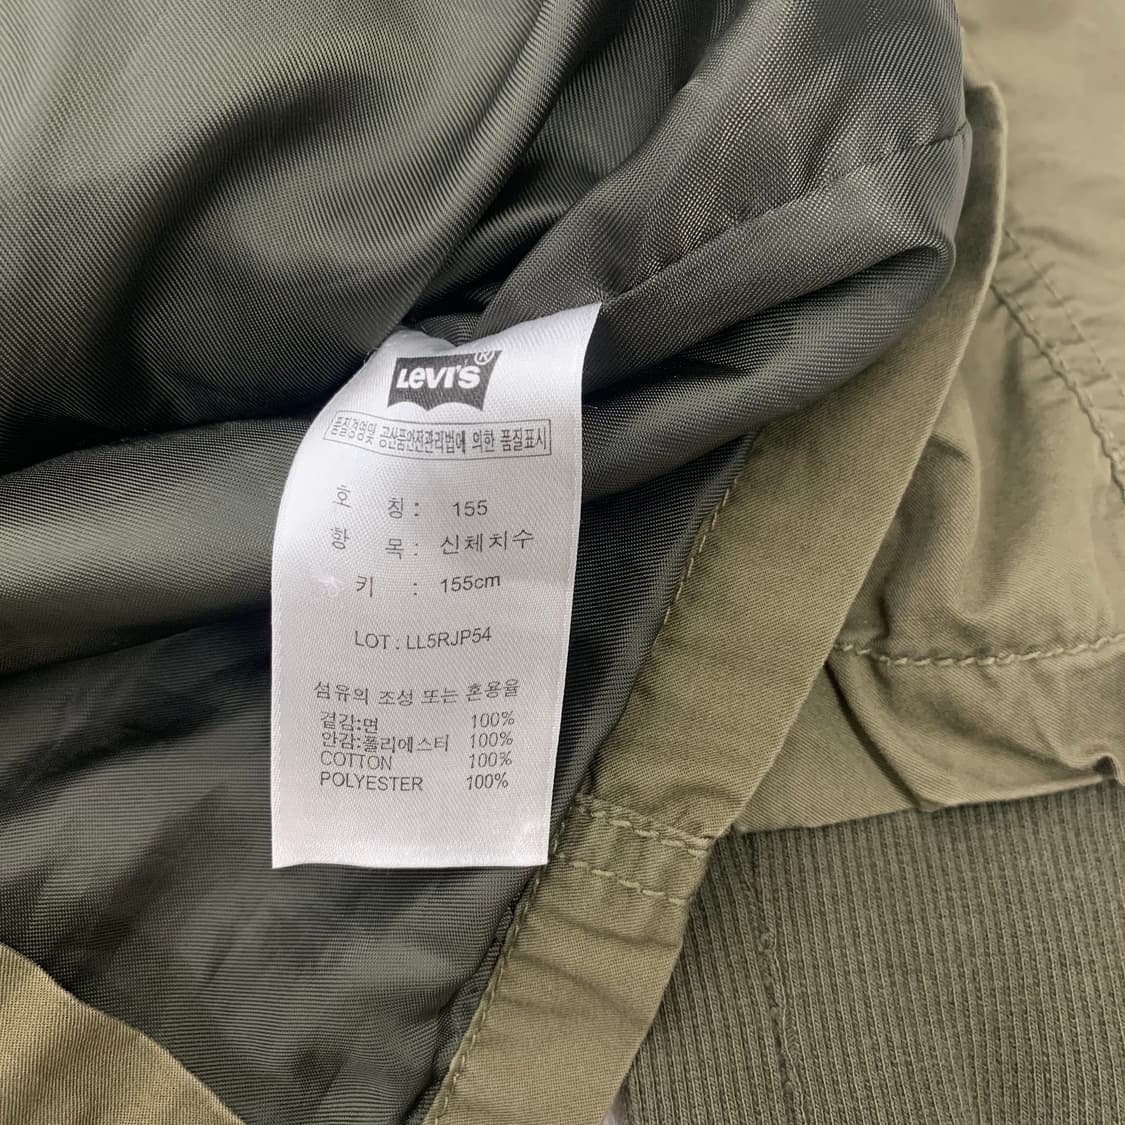 LEVI'S®
품질경영및 공산품안전관리법에 의한 품질표시
호 칭 : 155
항 목 : 신체치수
키 : 155cm
LOT : LL5RJP54
섬유의 조성 또는 혼용율
겉감:면 100%
안감:폴리에스터 100%
COTTON 100%
POLYESTER 100%